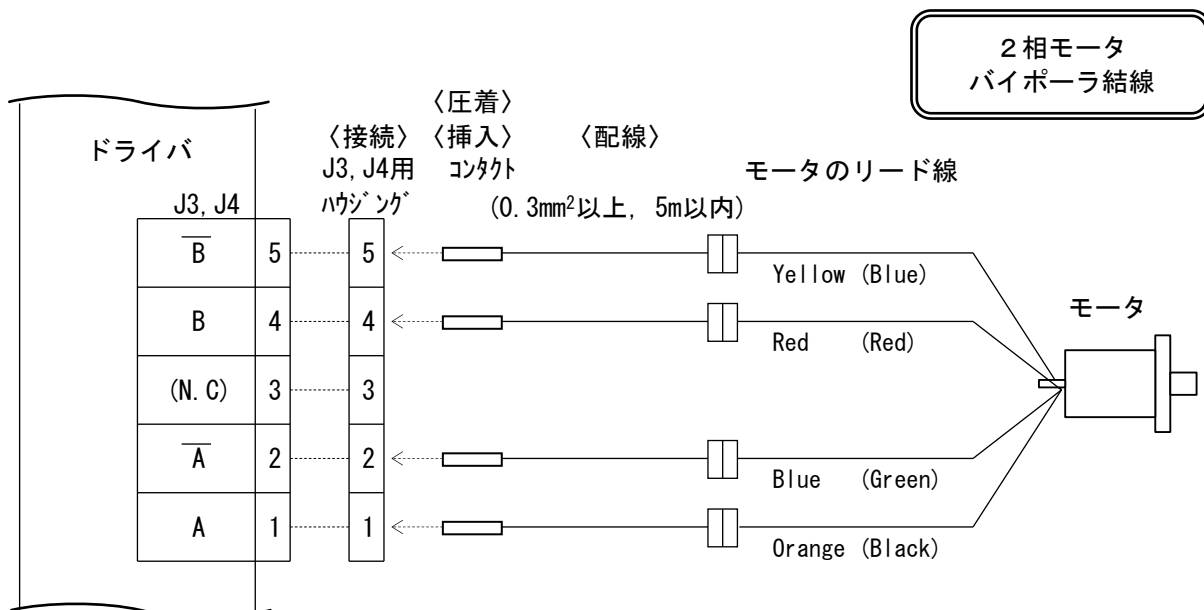 ２相モータ
バイポーラ結線
〈圧着〉
ドライバ 〈接続〉 〈挿入〉 〈配線〉
J3, J4用 ｺﾝﾀｸﾄ モータのリード線
J3, J4 ﾊｳｼﾞﾝｸﾞ (0.3mm²以上, 5m以内)
B̅ 5 5
Yellow (Blue)
B 4 4 モータ
Red (Red)
(N.C) 3 3
A̅ 2 2
Blue (Green)
A 1 1
Orange (Black)